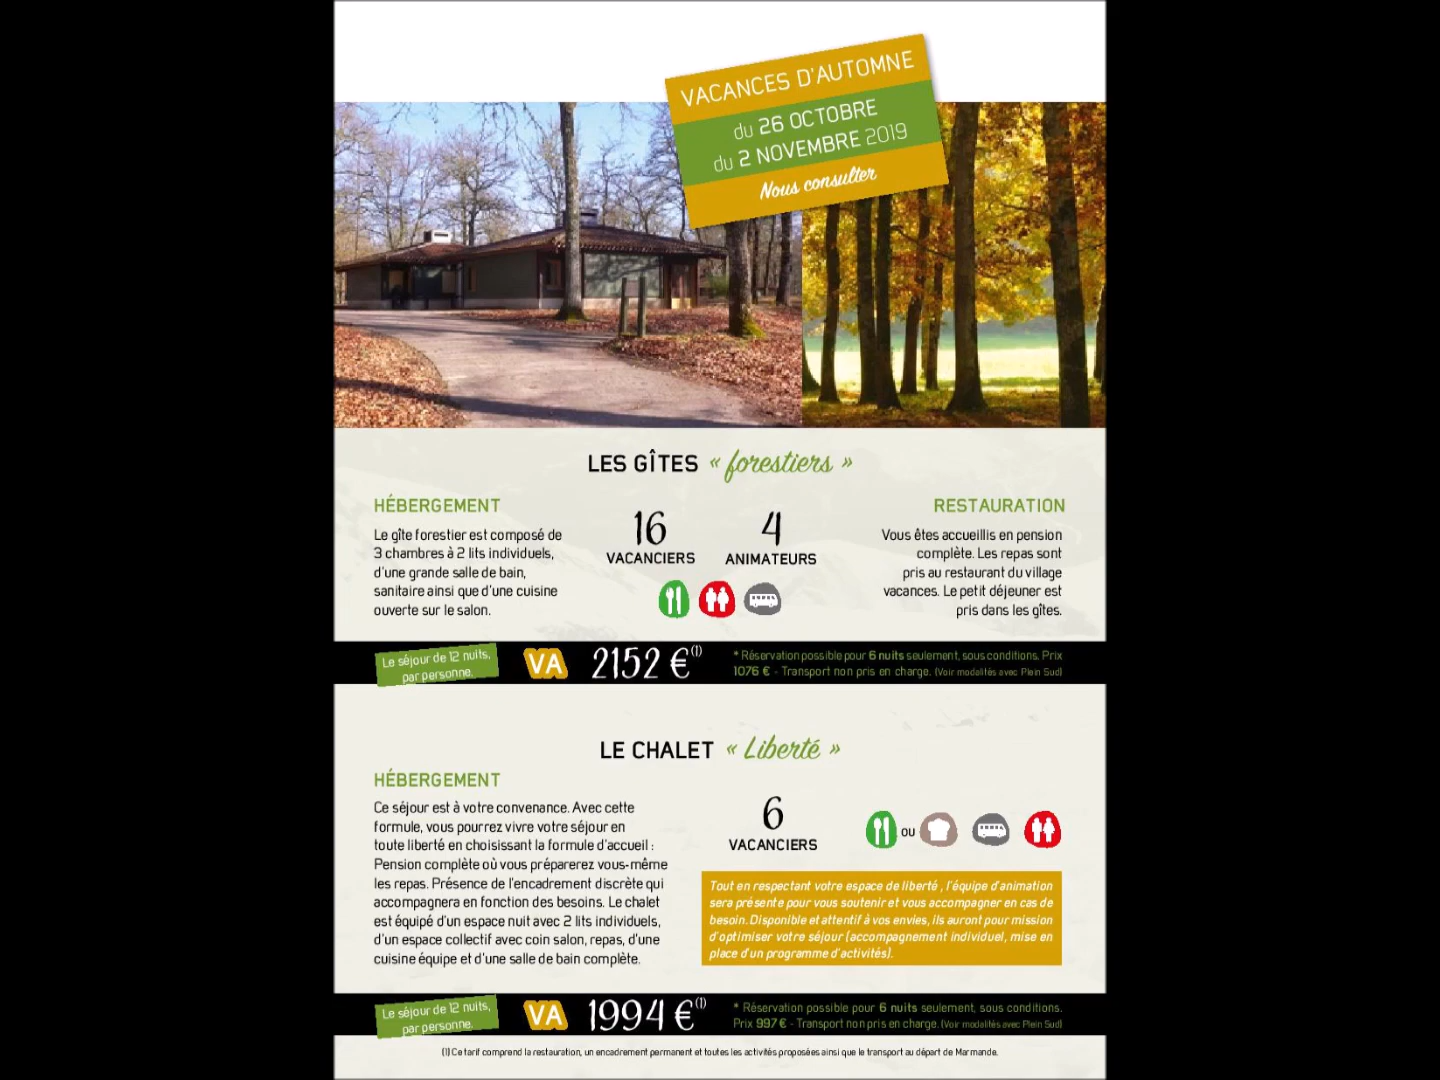 VACANCES D'AUTOMNE
du 26 OCTOBRE
du 2 NOVEMBRE 2019
Nous consulter
LES GÎTES « forestiers »
HÉBERGEMENT
Le gîte forestier est composé de
3 chambres à 2 lits individuels,
d'une grande salle de bain,
sanitaire ainsi que d'une cuisine
ouverte sur le salon.
16
VACANCIERS
4
ANIMATEURS
RESTAURATION
Vous êtes accueillis en pension
complète. Les repas sont
pris au restaurant du village
vacances. Le petit déjeuner est
pris dans les gîtes.
Le séjour de 12 nuits,
par personne.
VA
2152 €(1)
* Réservation possible pour 6 nuits seulement, sous conditions. Prix
1076 € - Transport non pris en charge. (Voir modalités avec Plein Sud)
LE CHALET « Liberté »
HÉBERGEMENT
Ce séjour est à votre convenance. Avec cette
formule, vous pourrez vivre votre séjour en
toute liberté en choisissant la formule d'accueil :
Pension complète où vous préparerez vous-même
les repas. Présence de l'encadrement discrète qui
accompagnera en fonction des besoins. Le chalet
est équipé d'un espace nuit avec 2 lits individuels,
d'un espace collectif avec coin salon, repas, d'une
cuisine équipe et d'une salle de bain complète.
6
VACANCIERS
ou
Tout en respectant votre espace de liberté , l'équipe d'animation
sera présente pour vous soutenir et vous accompagner en cas de
besoin. Disponible et attentif à vos envies, ils auront pour mission
d'optimiser votre séjour (accompagnement individuel, mise en
place d'un programme d'activités).
Le séjour de 12 nuits,
par personne.
VA
1994 €(1)
* Réservation possible pour 6 nuits seulement, sous conditions.
Prix 997 € - Transport non pris en charge. (Voir modalités avec Plein Sud)
(1) Ce tarif comprend la restauration, un encadrement permanent et toutes les activités proposées ainsi que le transport au départ de Marmande.